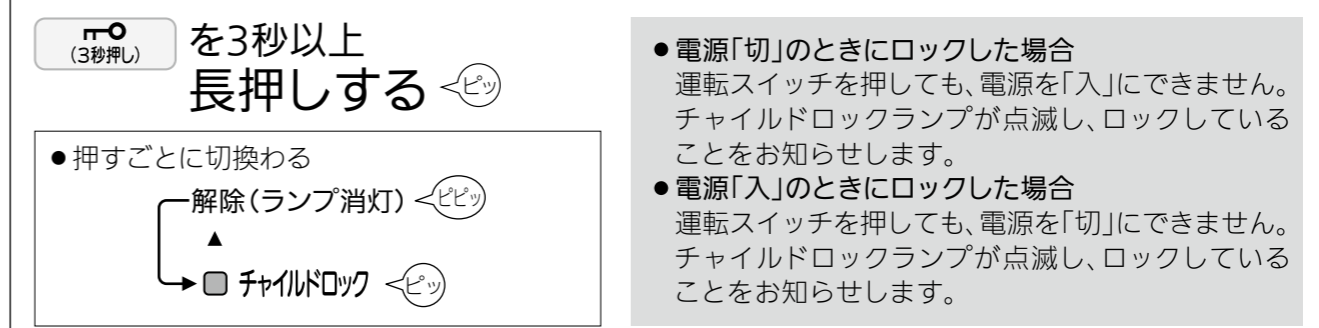 (3秒押し)
を3秒以上
長押しする
ピッ
●押すごとに切換わる
解除(ランプ消灯)
ピピッ
▲
チャイルドロック
ピッ
●電源「切」のときにロックした場合
運転スイッチを押しても、電源を「入」にできません。
チャイルドロックランプが点滅し、ロックしている
ことをお知らせします。
●電源「入」のときにロックした場合
運転スイッチを押しても、電源を「切」にできません。
チャイルドロックランプが点滅し、ロックしている
ことをお知らせします。